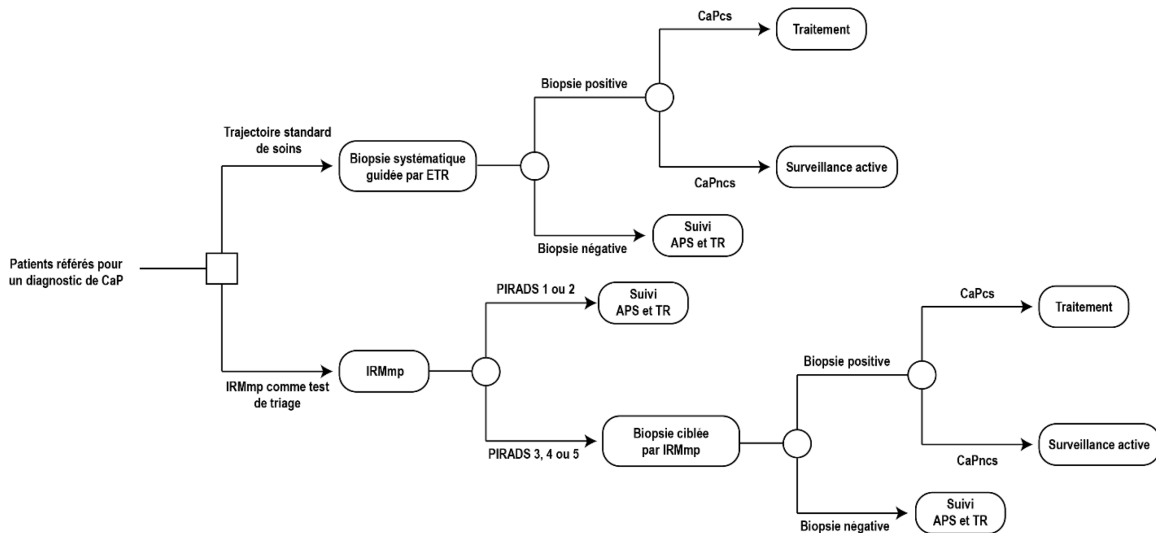 Patients référés pour
un diagnostic de CaP
Trajectoire standard
de soins
Biopsie systématique
guidée par ETR
Biopsie positive
CaPcs
Traitement
CaPncs
Surveillance active
Biopsie négative
Suivi
APS et TR
IRMmp comme test
de triage
IRMmp
PIRADS 1 ou 2
Suivi
APS et TR
PIRADS 3, 4 ou 5
Biopsie ciblée
par IRMmp
Biopsie positive
CaPcs
Traitement
CaPncs
Surveillance active
Biopsie négative
Suivi
APS et TR